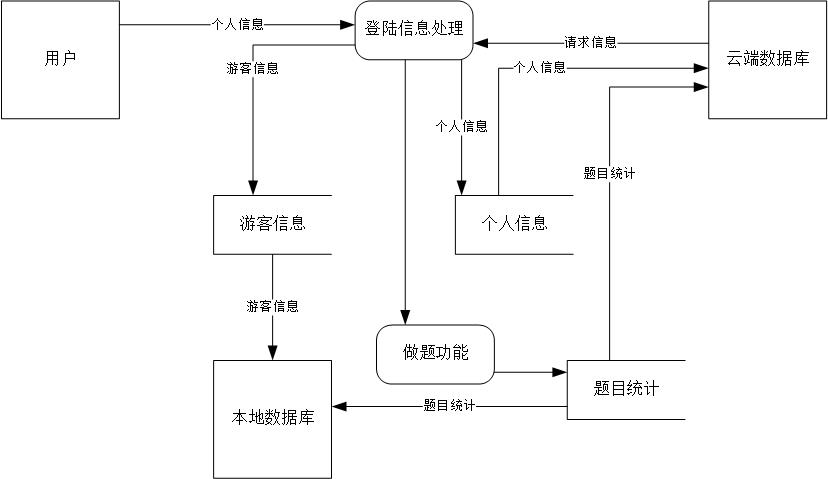 个人信息
登陆信息处理
用户
请求信息
云端数据库
游客信息
个人信息
个人信息
题目统计
游客信息
个人信息
游客信息
做题功能
题目统计
本地数据库
题目统计